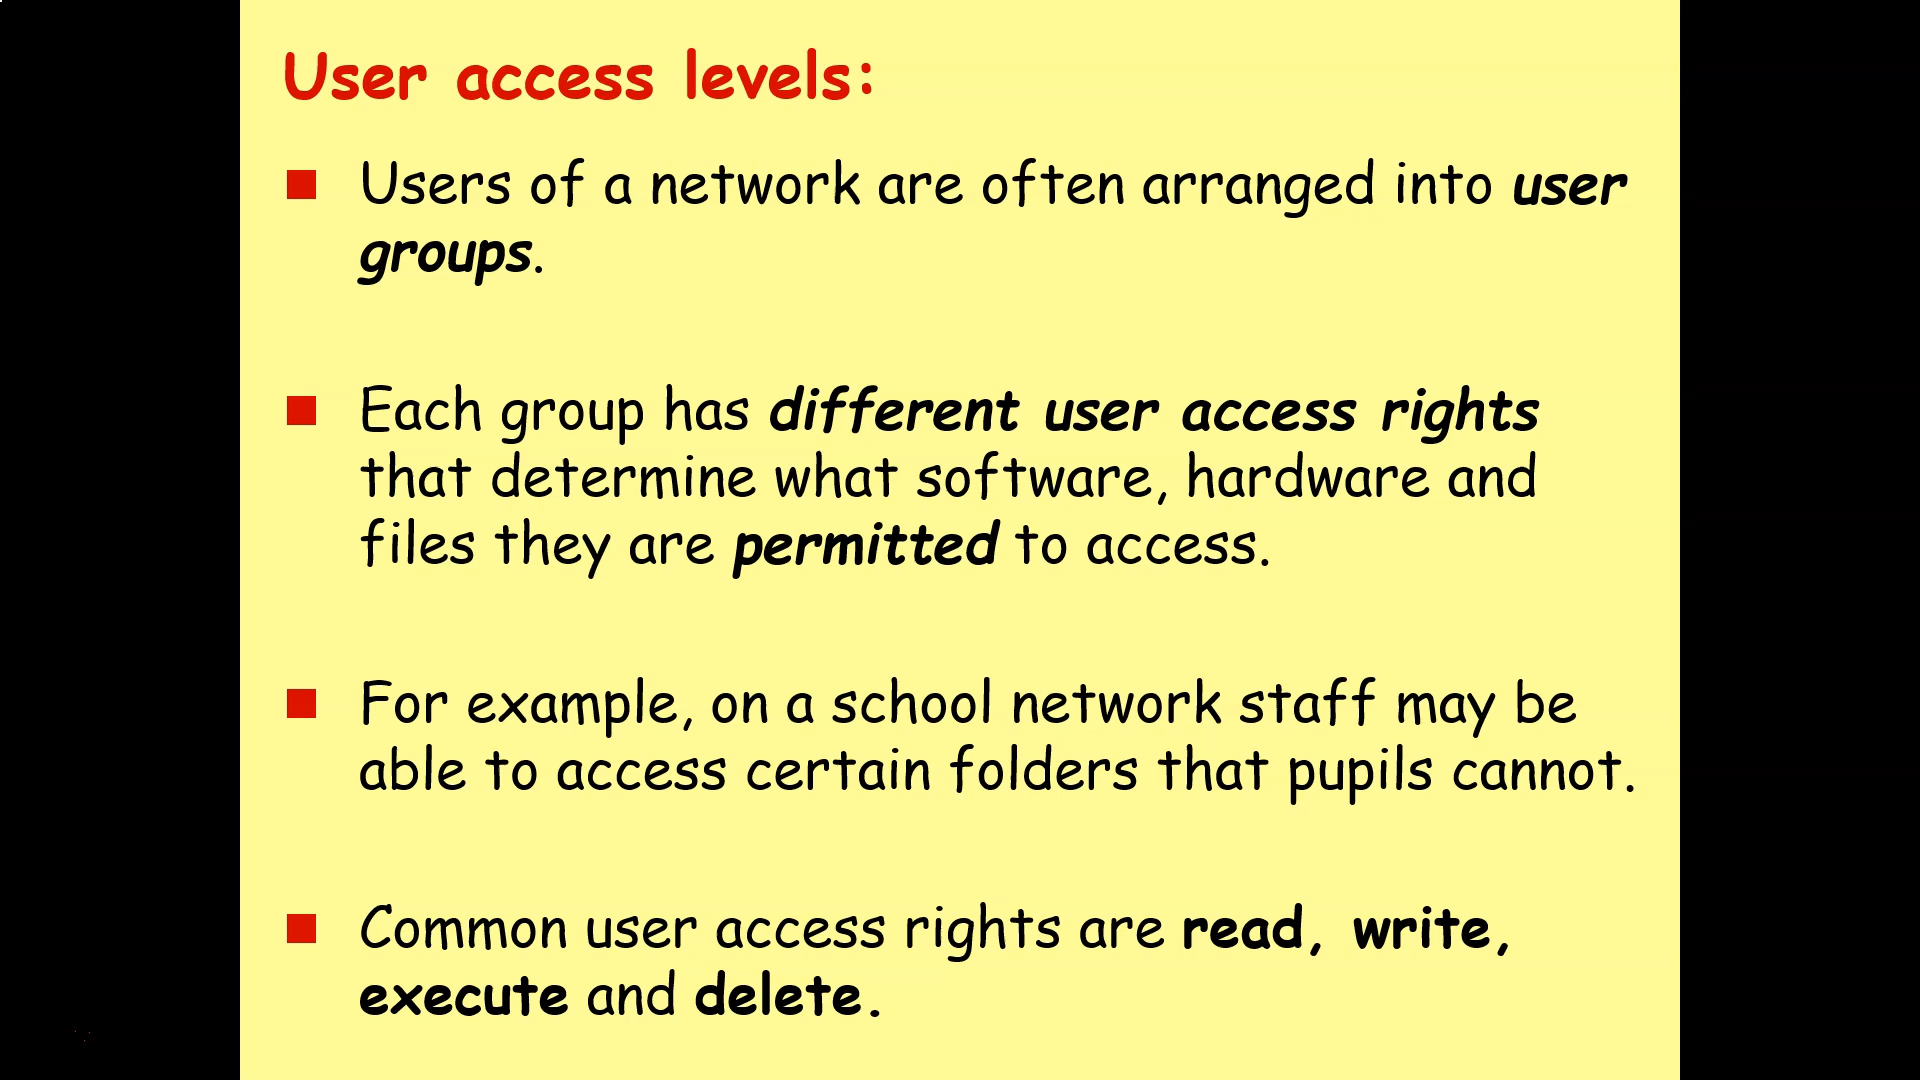 User access levels:
Users of a network are often arranged into user
groups.
Each group has different user access rights
that determine what software, hardware and
files they are permitted to access.
For example, on a school network staff may be
able to access certain folders that pupils cannot.
Common user access rights are read, write,
execute and delete.